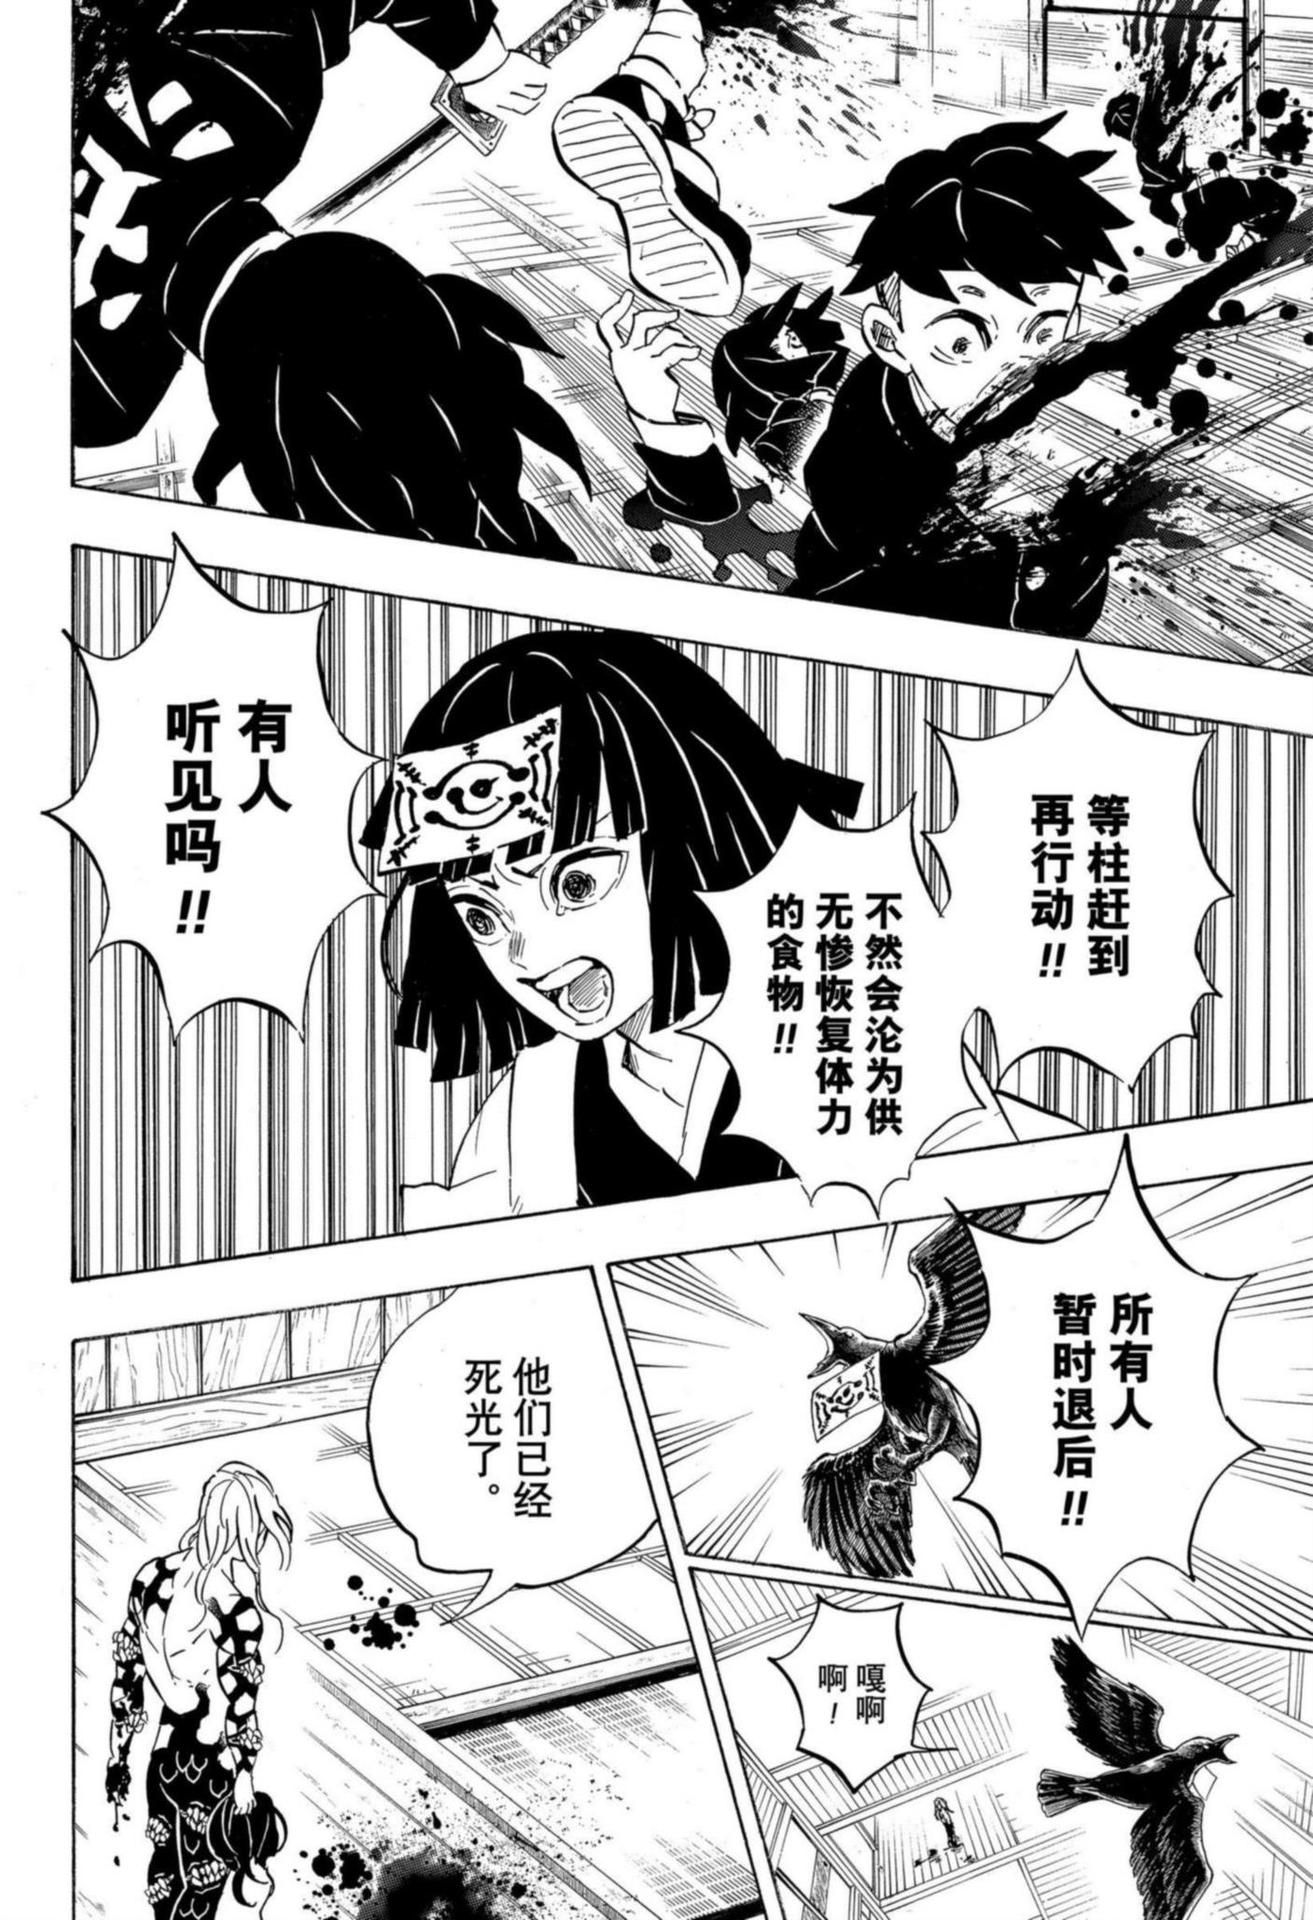 等柱赶到
再行动!!
不然会沦为供
无惨恢复体力
的食物!!
有人
听见吗!!
所有人
暂时退后!!
嘎啊
啊!
他们已经
死光了。